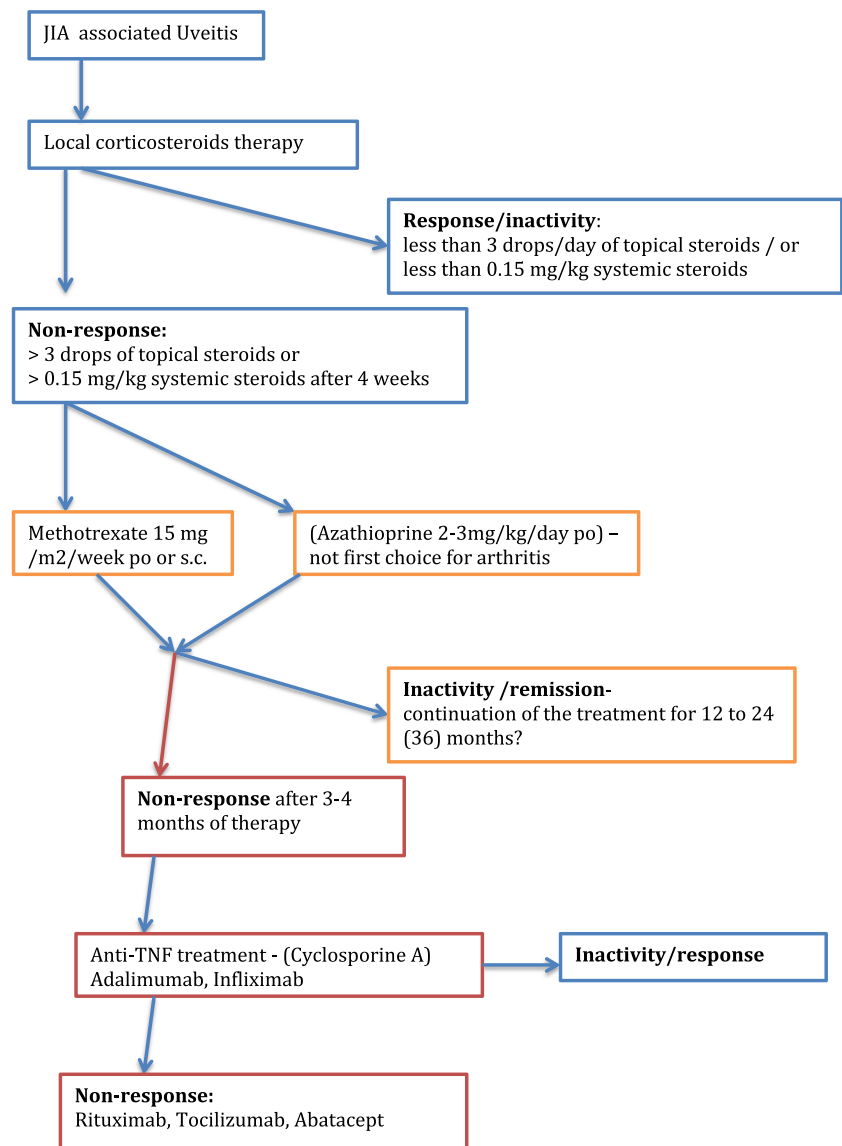 JIA associated Uveitis
Local corticosteroids therapy
Response/inactivity:
less than 3 drops/day of topical steroids / or
less than 0.15 mg/kg systemic steroids
Non-response:
> 3 drops of topical steroids or
> 0.15 mg/kg systemic steroids after 4 weeks
Methotrexate 15 mg
/m2/week po or s.c.
(Azathioprine 2-3mg/kg/day po) –
not first choice for arthritis
Inactivity /remission-
continuation of the treatment for 12 to 24
(36) months?
Non-response after 3-4
months of therapy
Anti-TNF treatment - (Cyclosporine A)
Adalimumab, Infliximab
Inactivity/response
Non-response:
Rituximab, Tocilizumab, Abatacept